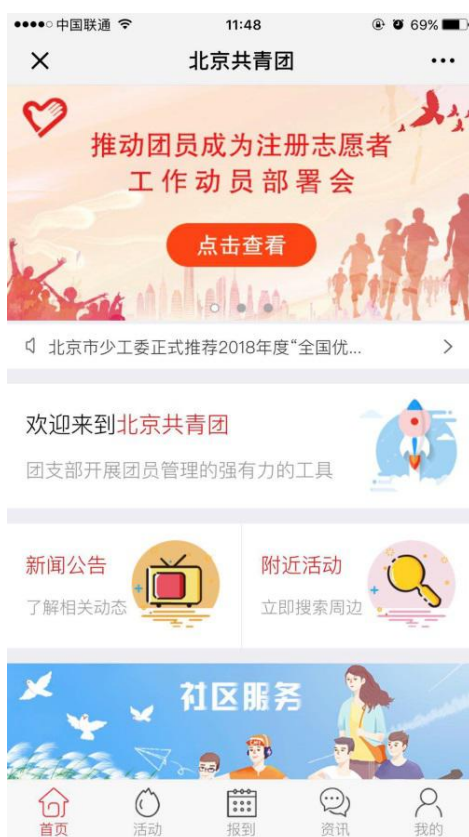 中国联通 11:48 69%
北京共青团
推动团员成为注册志愿者
工作动员部署会
点击查看
北京市少工委正式推荐2018年度“全国优...
欢迎来到北京共青团
团支部开展团员管理的强有力的工具
新闻公告
了解相关动态
附近活动
立即搜索周边
社区服务
首页 活动 报到 资讯 我的